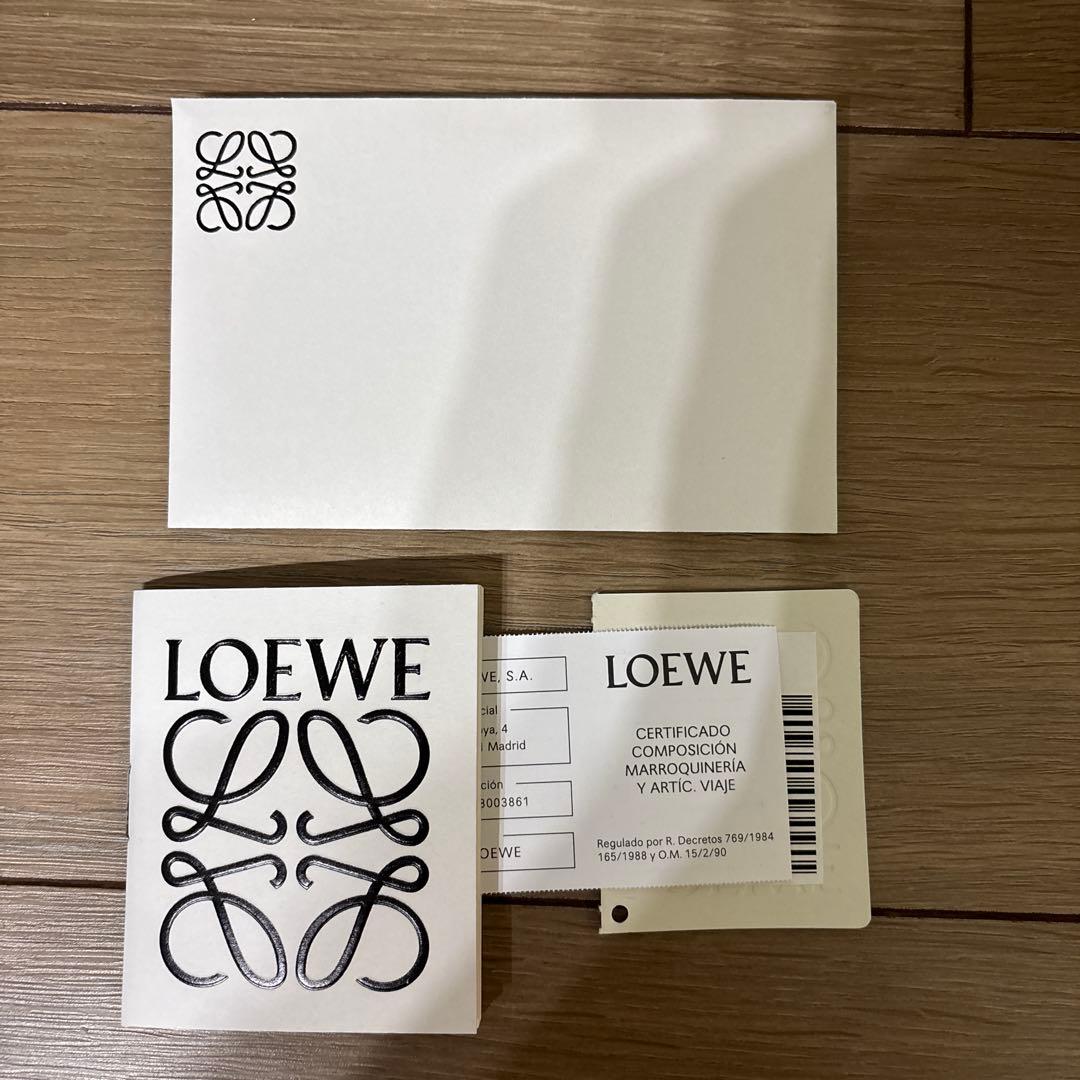 LOEWE
VE, S.A.
cial
oya, 4
Madrid
ción
3003861
OEWE
LOEWE
CERTIFICADO
COMPOSICIÓN
MARROQUINERÍA
Y ARTÍC. VIAJE
Regulado por R. Decretos 769/1984
165/1988 y O.M. 15/2/90